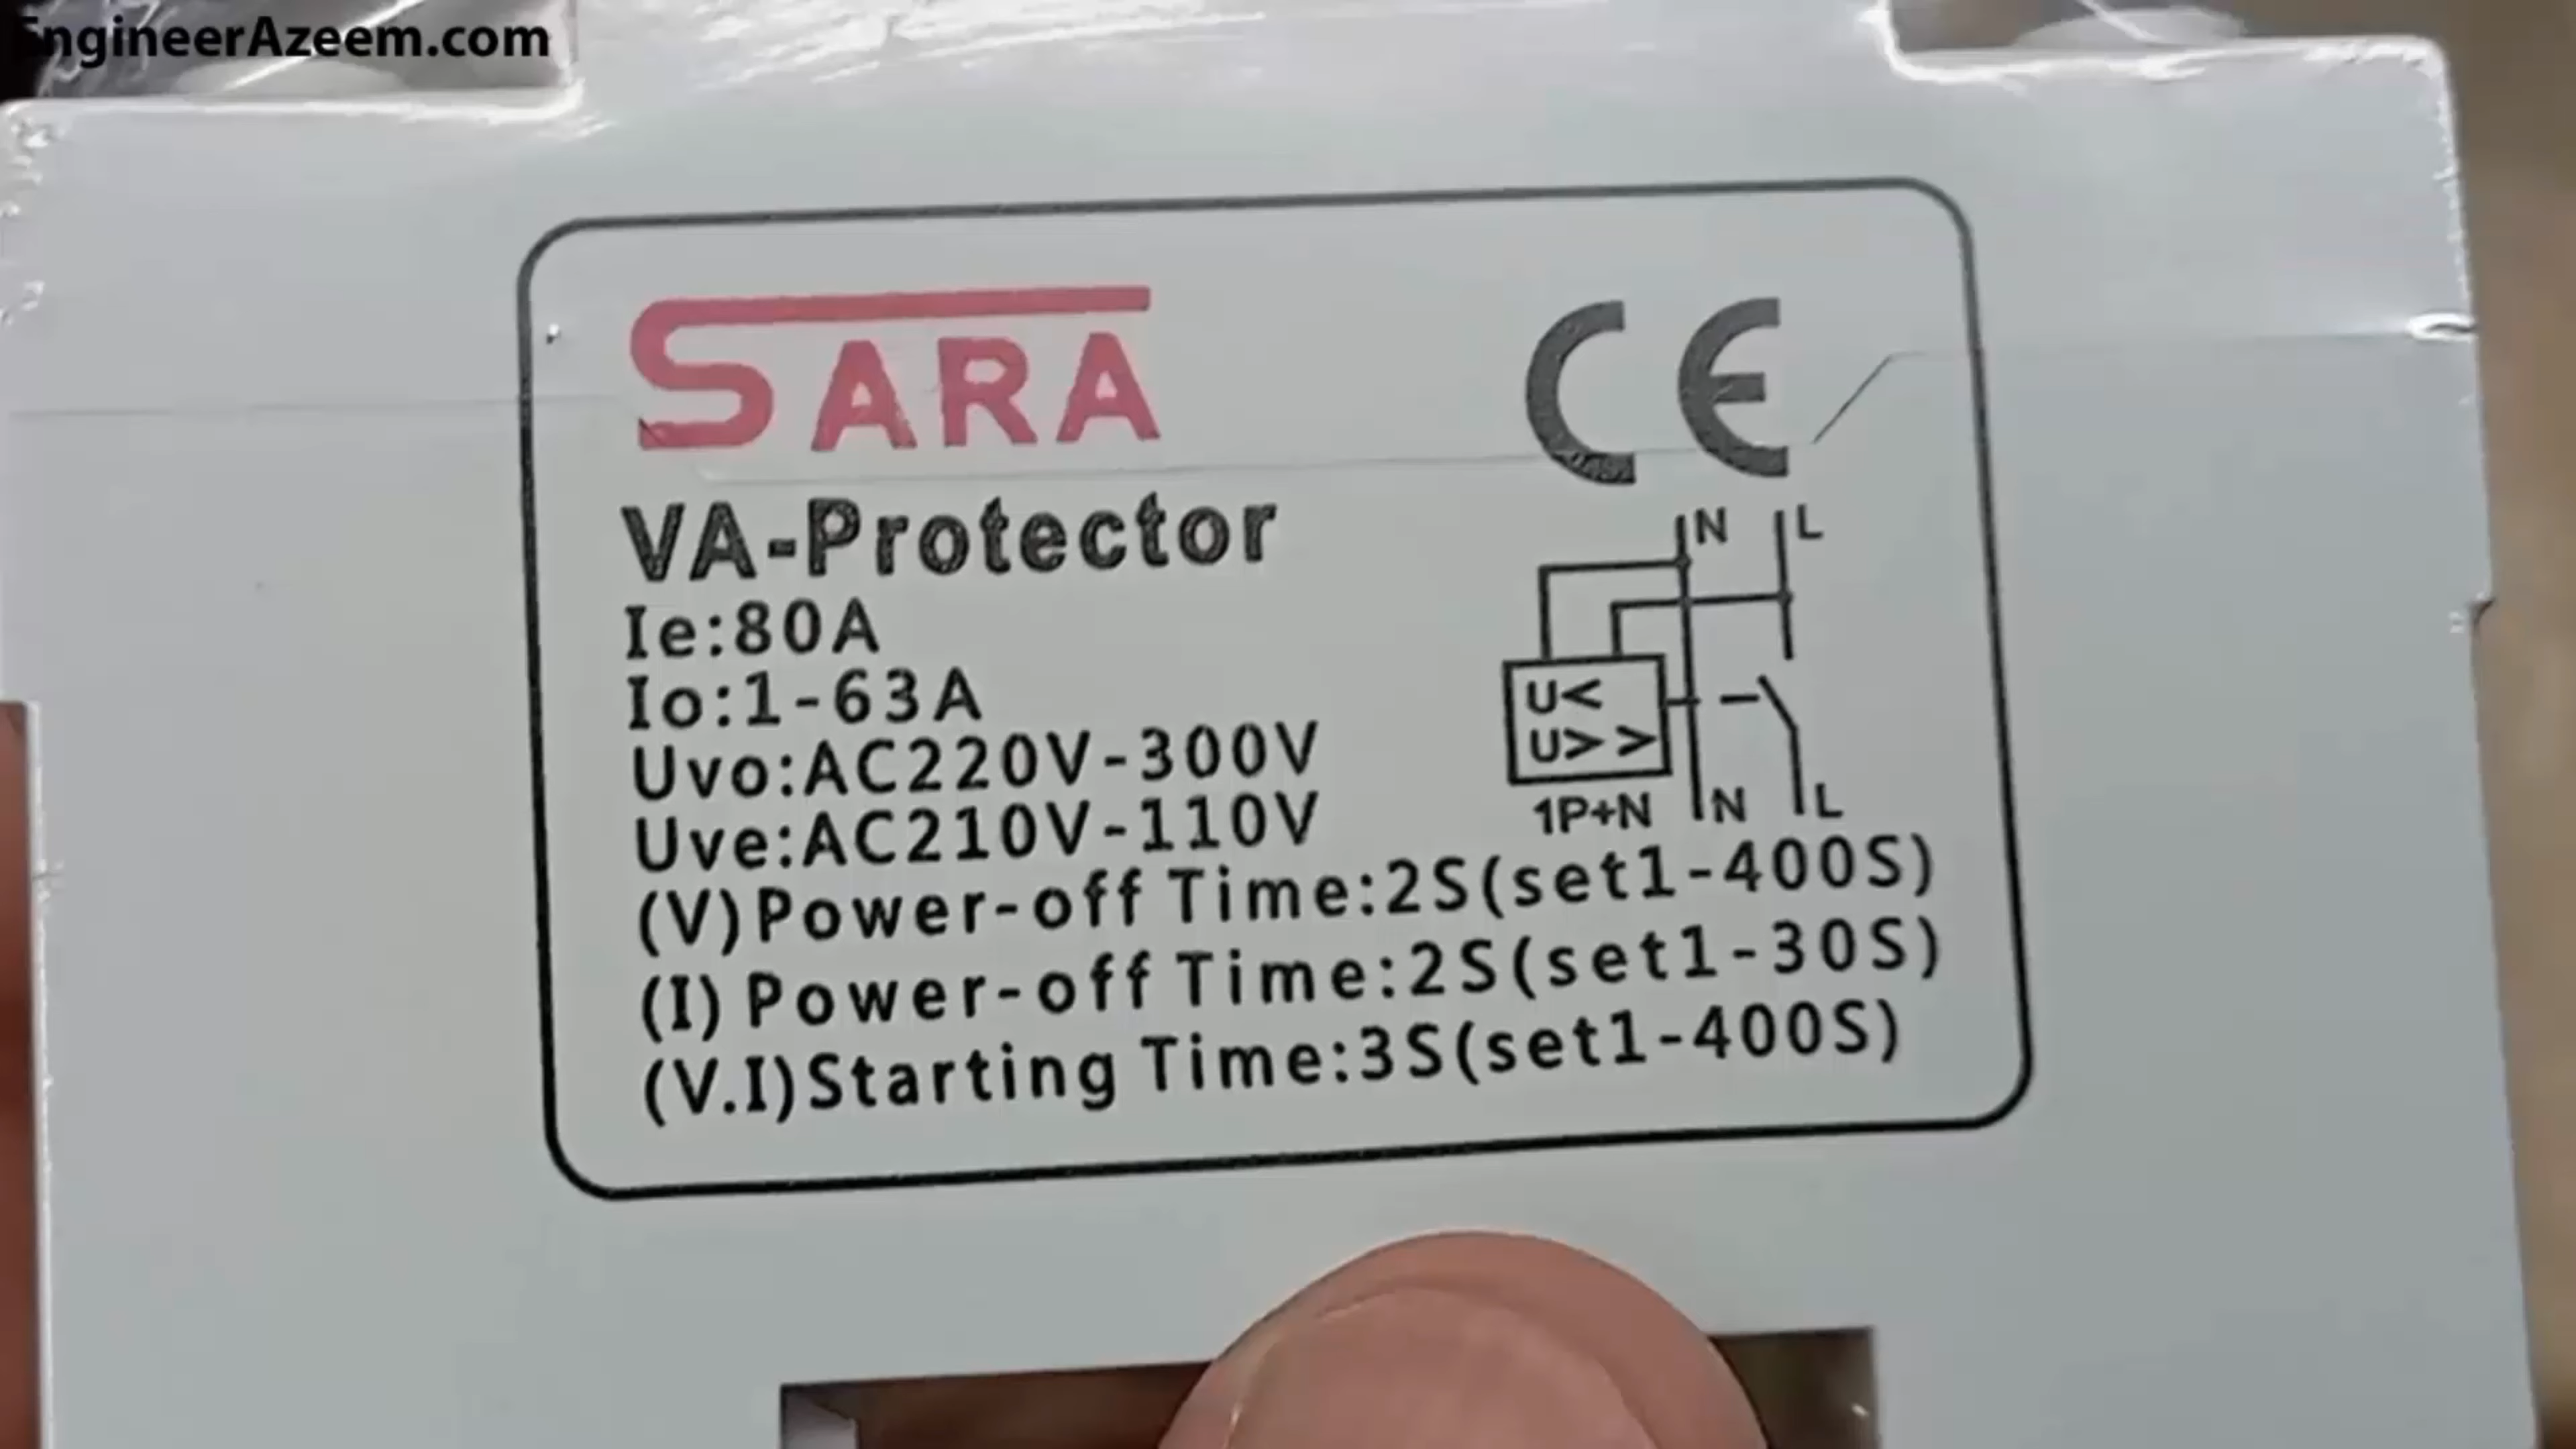 EngineerAzeem.com
SARA
CE
VA-Protector
N L
Ie:80A
Io:1-63A
U<
Uvo:AC220V-300V
U>>
Uve:AC210V-110V
1P+N N L
(V)Power-off Time:2S(set1-400S)
(I) Power-off Time:2S(set1-30S)
(V.I)Starting Time:3S(set1-400S)